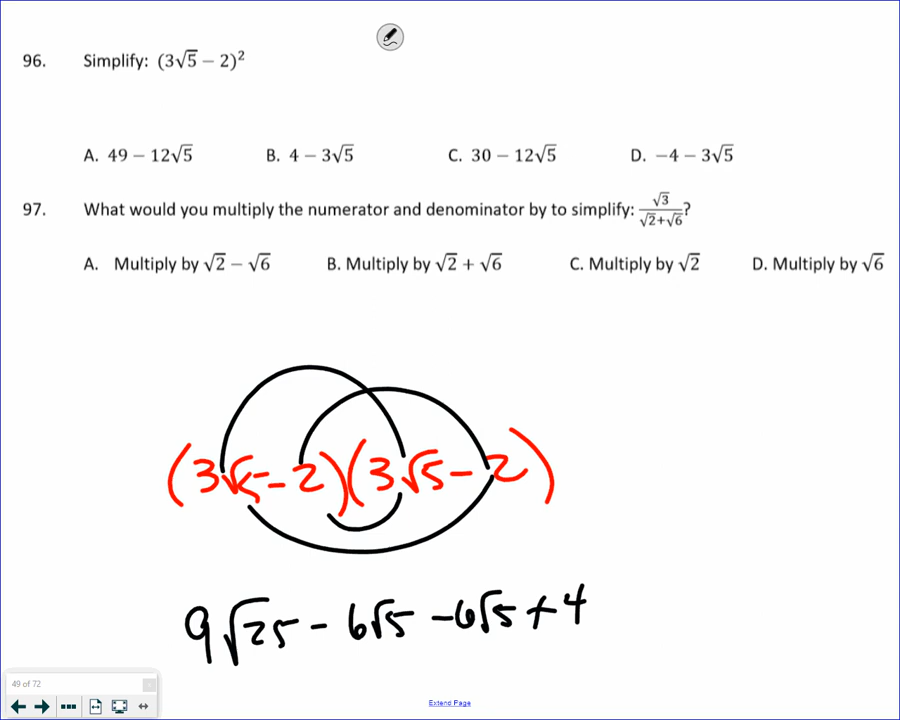 96. Simplify: (3√5 − 2)²
A. 49 − 12√5 B. 4 − 3√5 C. 30 − 12√5 D. −4 − 3√5
97. What would you multiply the numerator and denominator by to simplify: √3/(√2+√6)?
A. Multiply by √2 − √6 B. Multiply by √2 + √6 C. Multiply by √2 D. Multiply by √6
(3√5 − 2)(3√5 − 2)
9√25 − 6√5 − 6√5 + 4
49 of 72
Extend Page